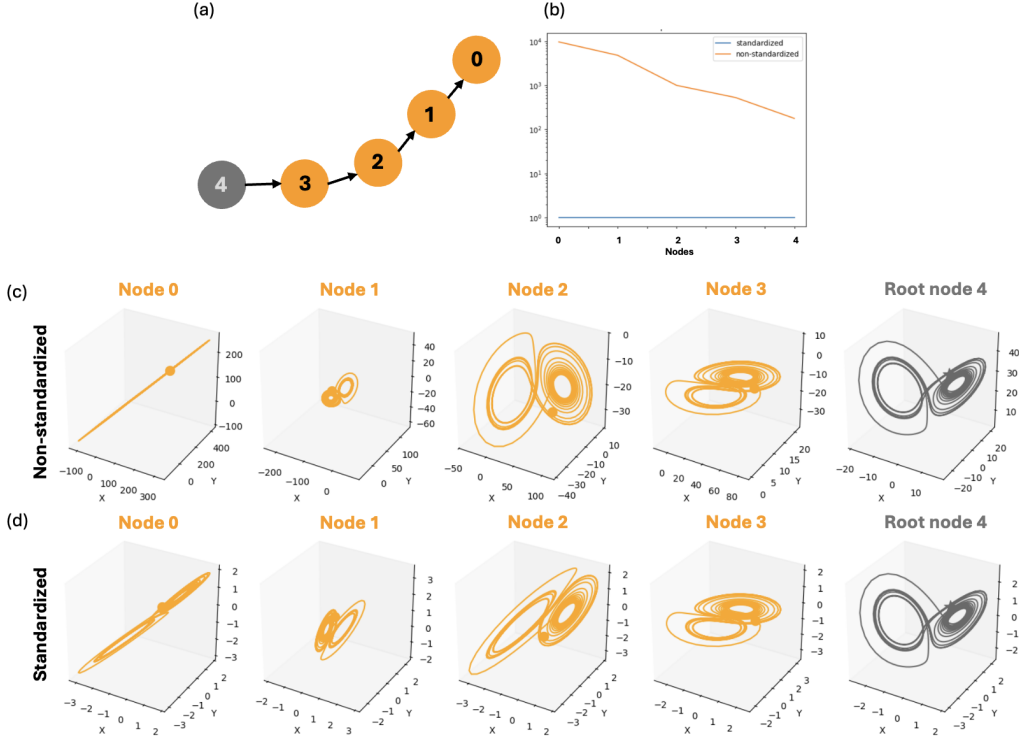 (a)
(b)
0
1
2
3
4
standardized
non-standardized
10⁴
10³
10²
10¹
10⁰
0 1 2 3 4
Nodes
(c)
Non-standardized
Node 0
Node 1
Node 2
Node 3
Root node 4
200
100
0
−100
−100 0 100 200 300
X
0 200 400
Y
40
20
0
−20
−40
−60
−200 −100 0
X
0 50 100
Y
0
−10
−20
−30
−50 0 50 100
X
−40 −30 −20 −10 0 10
Y
10
0
−10
−20
−30
0 20 40 60 80
X
0 5 10 15 20
Y
40
30
20
10
−20 −10 0 10
X
−20 −10 0 10 20
Y
(d)
Standardized
Node 0
Node 1
Node 2
Node 3
Root node 4
2
1
0
−1
−2
−3
−3 −2 −1 0 1 2
X
−3 −2 −1 0 1 2
Y
3
2
1
0
−1
−2
−2 −1 0 1 2 3
X
−2 −1 0 1 2
Y
2
1
0
−1
−2
−3
−3 −2 −1 0 1 2
X
−3 −2 −1 0 1 2
Y
2
1
0
−1
−2
−3
−2 −1 0 1 2
X
−2 −1 0 1 2 3
Y
2
1
0
−1
−2
−3 −2 −1 0 1 2
X
−3 −2 −1 0 1 2
Y